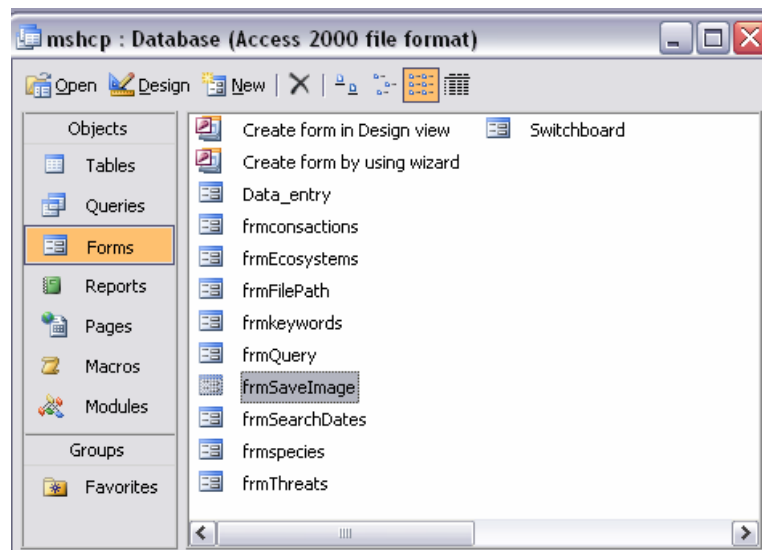 mshcp : Database (Access 2000 file format)
Open Design New
Objects
Tables
Queries
Forms
Reports
Pages
Macros
Modules
Groups
Favorites
Create form in Design view
Create form by using wizard
Data_entry
frmconsactions
frmEcosystems
frmFilePath
frmkeywords
frmQuery
frmSaveImage
frmSearchDates
frmspecies
frmThreats
Switchboard